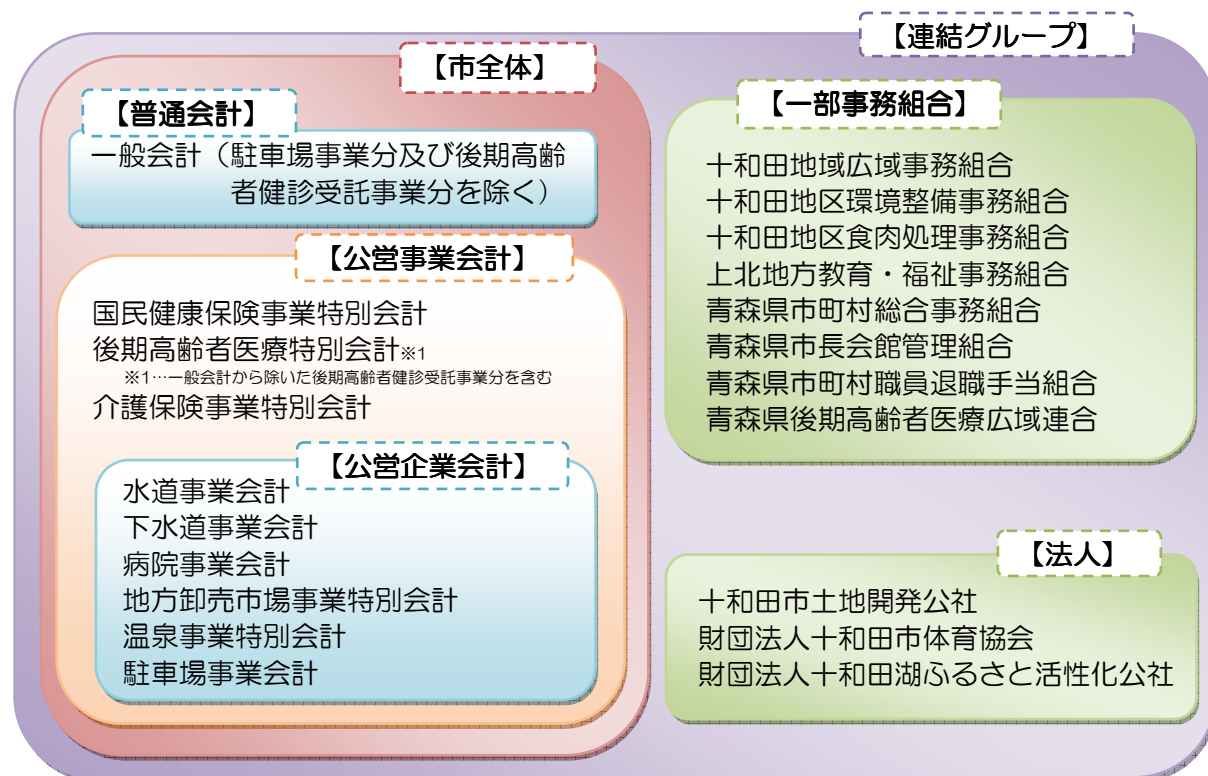 【連結グループ】
【市全体】
【普通会計】
一般会計（駐車場事業分及び後期高齢
者健診受託事業分を除く）
【公営事業会計】
国民健康保険事業特別会計
後期高齢者医療特別会計※1
※1…一般会計から除いた後期高齢者健診受託事業分を含む
介護保険事業特別会計
【公営企業会計】
水道事業会計
下水道事業会計
病院事業会計
地方卸売市場事業特別会計
温泉事業特別会計
駐車場事業会計
【一部事務組合】
十和田地域広域事務組合
十和田地区環境整備事務組合
十和田地区食肉処理事務組合
上北地方教育・福祉事務組合
青森県市町村総合事務組合
青森県市長会館管理組合
青森県市町村職員退職手当組合
青森県後期高齢者医療広域連合
【法人】
十和田市土地開発公社
財団法人十和田市体育協会
財団法人十和田湖ふるさと活性化公社